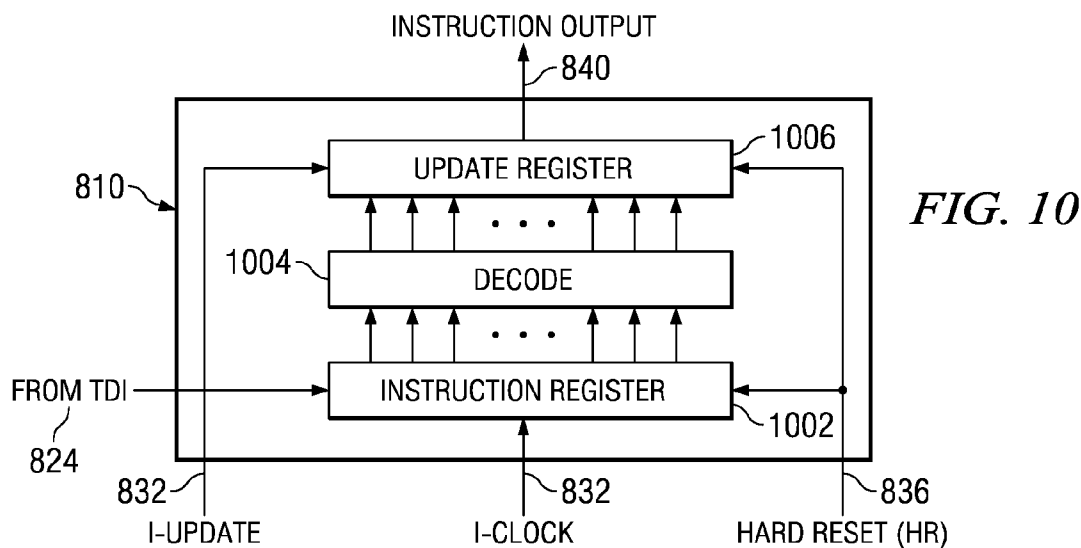 INSTRUCTION OUTPUT
840
1006
UPDATE REGISTER
810
FIG. 10
1004
DECODE
FROM TDI
INSTRUCTION REGISTER
1002
824
832
832
836
I-UPDATE
I-CLOCK
HARD RESET (HR)